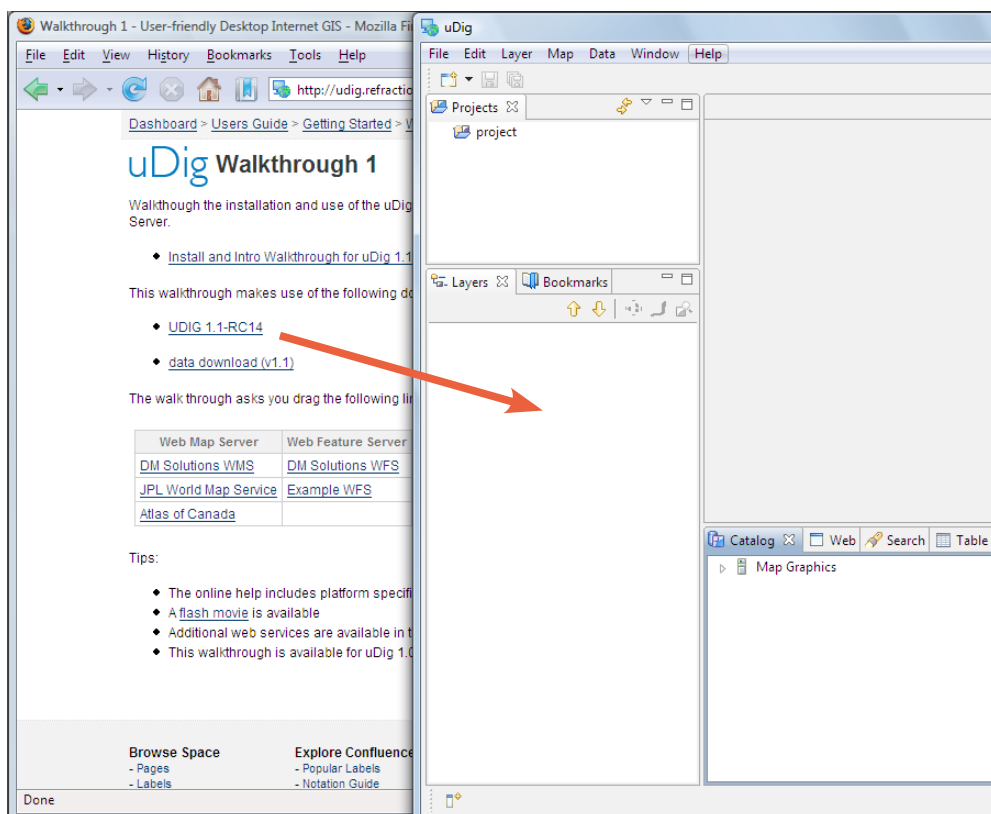 Walkthrough 1 - User-friendly Desktop Internet GIS - Mozilla Fi
File Edit View History Bookmarks Tools Help
http://udig.refractio
Dashboard > Users Guide > Getting Started >
uDig Walkthrough 1
Walkthough the installation and use of the uDig
Server.
Install and Intro Walkthrough for uDig 1.1
This walkthrough makes use of the following do
UDIG 1.1-RC14
data download (v1.1)
The walk through asks you drag the following lin
Web Map Server Web Feature Server
DM Solutions WMS DM Solutions WFS
JPL World Map Service Example WFS
Atlas of Canada
Tips:
The online help includes platform specifi
A flash movie is available
Additional web services are available in t
This walkthrough is available for uDig 1.0
Browse Space Explore Confluence
- Pages - Popular Labels
- Labels - Notation Guide
Done
uDig
File Edit Layer Map Data Window Help
Projects
project
Layers Bookmarks
Catalog Web Search Table
Map Graphics